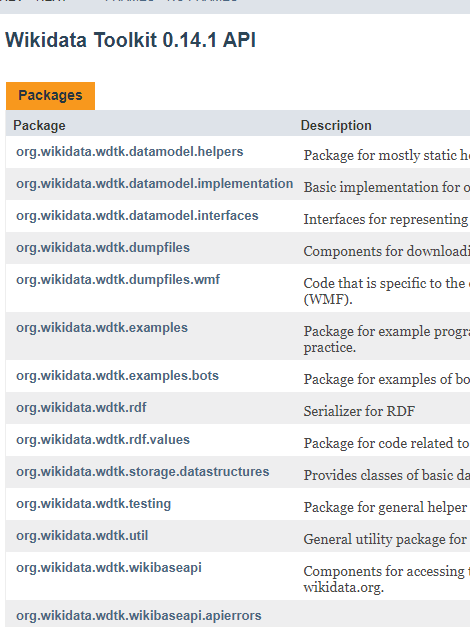 Wikidata Toolkit 0.14.1 API
Packages
Package Description
org.wikidata.wdtk.datamodel.helpers Package for mostly static
org.wikidata.wdtk.datamodel.implementation Basic implementation for
org.wikidata.wdtk.datamodel.interfaces Interfaces for representing
org.wikidata.wdtk.dumpfiles Components for
org.wikidata.wdtk.dumpfiles.wmf Code that is specific to the
(WMF).
org.wikidata.wdtk.examples Package for example
practice.
org.wikidata.wdtk.examples.bots Package for examples of
org.wikidata.wdtk.rdf Serializer for RDF
org.wikidata.wdtk.rdf.values Package for code related to
org.wikidata.wdtk.storage.datastructures Provides classes of basic
org.wikidata.wdtk.testing Package for general helper
org.wikidata.wdtk.util General utility package for
org.wikidata.wdtk.wikibaseapi Components for accessing
wikidata.org.
org.wikidata.wdtk.wikibaseapi.apierrors